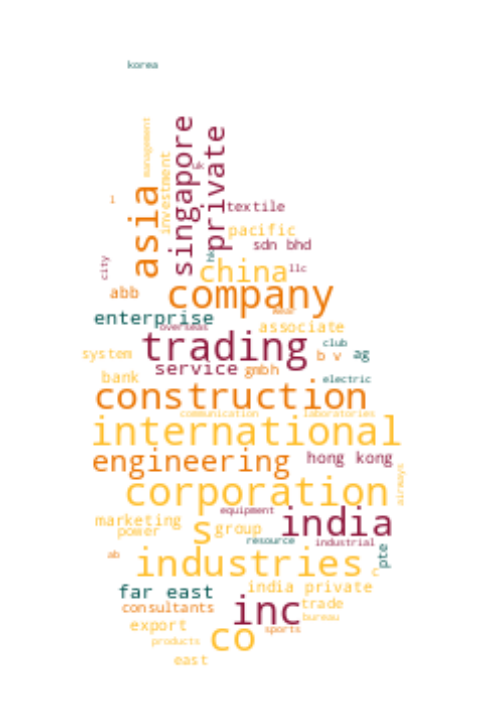 korea
management
l
uk
investment
singapore
private
asia
textile
pacific
sdn bhd
hk
city
china
llc
abb
company
wear
enterprise
overseas
associate
trading
club
system
b v
ag
service
gmbh
bank
electric
construction
communication
laboratories
international
engineering
hong kong
airways
corporation
equipment
marketing
power
s
group
india
resource
industrial
ab
industries
pte
c
far east
india private
consultants
inc
trade
bureau
export
co
sports
products
east